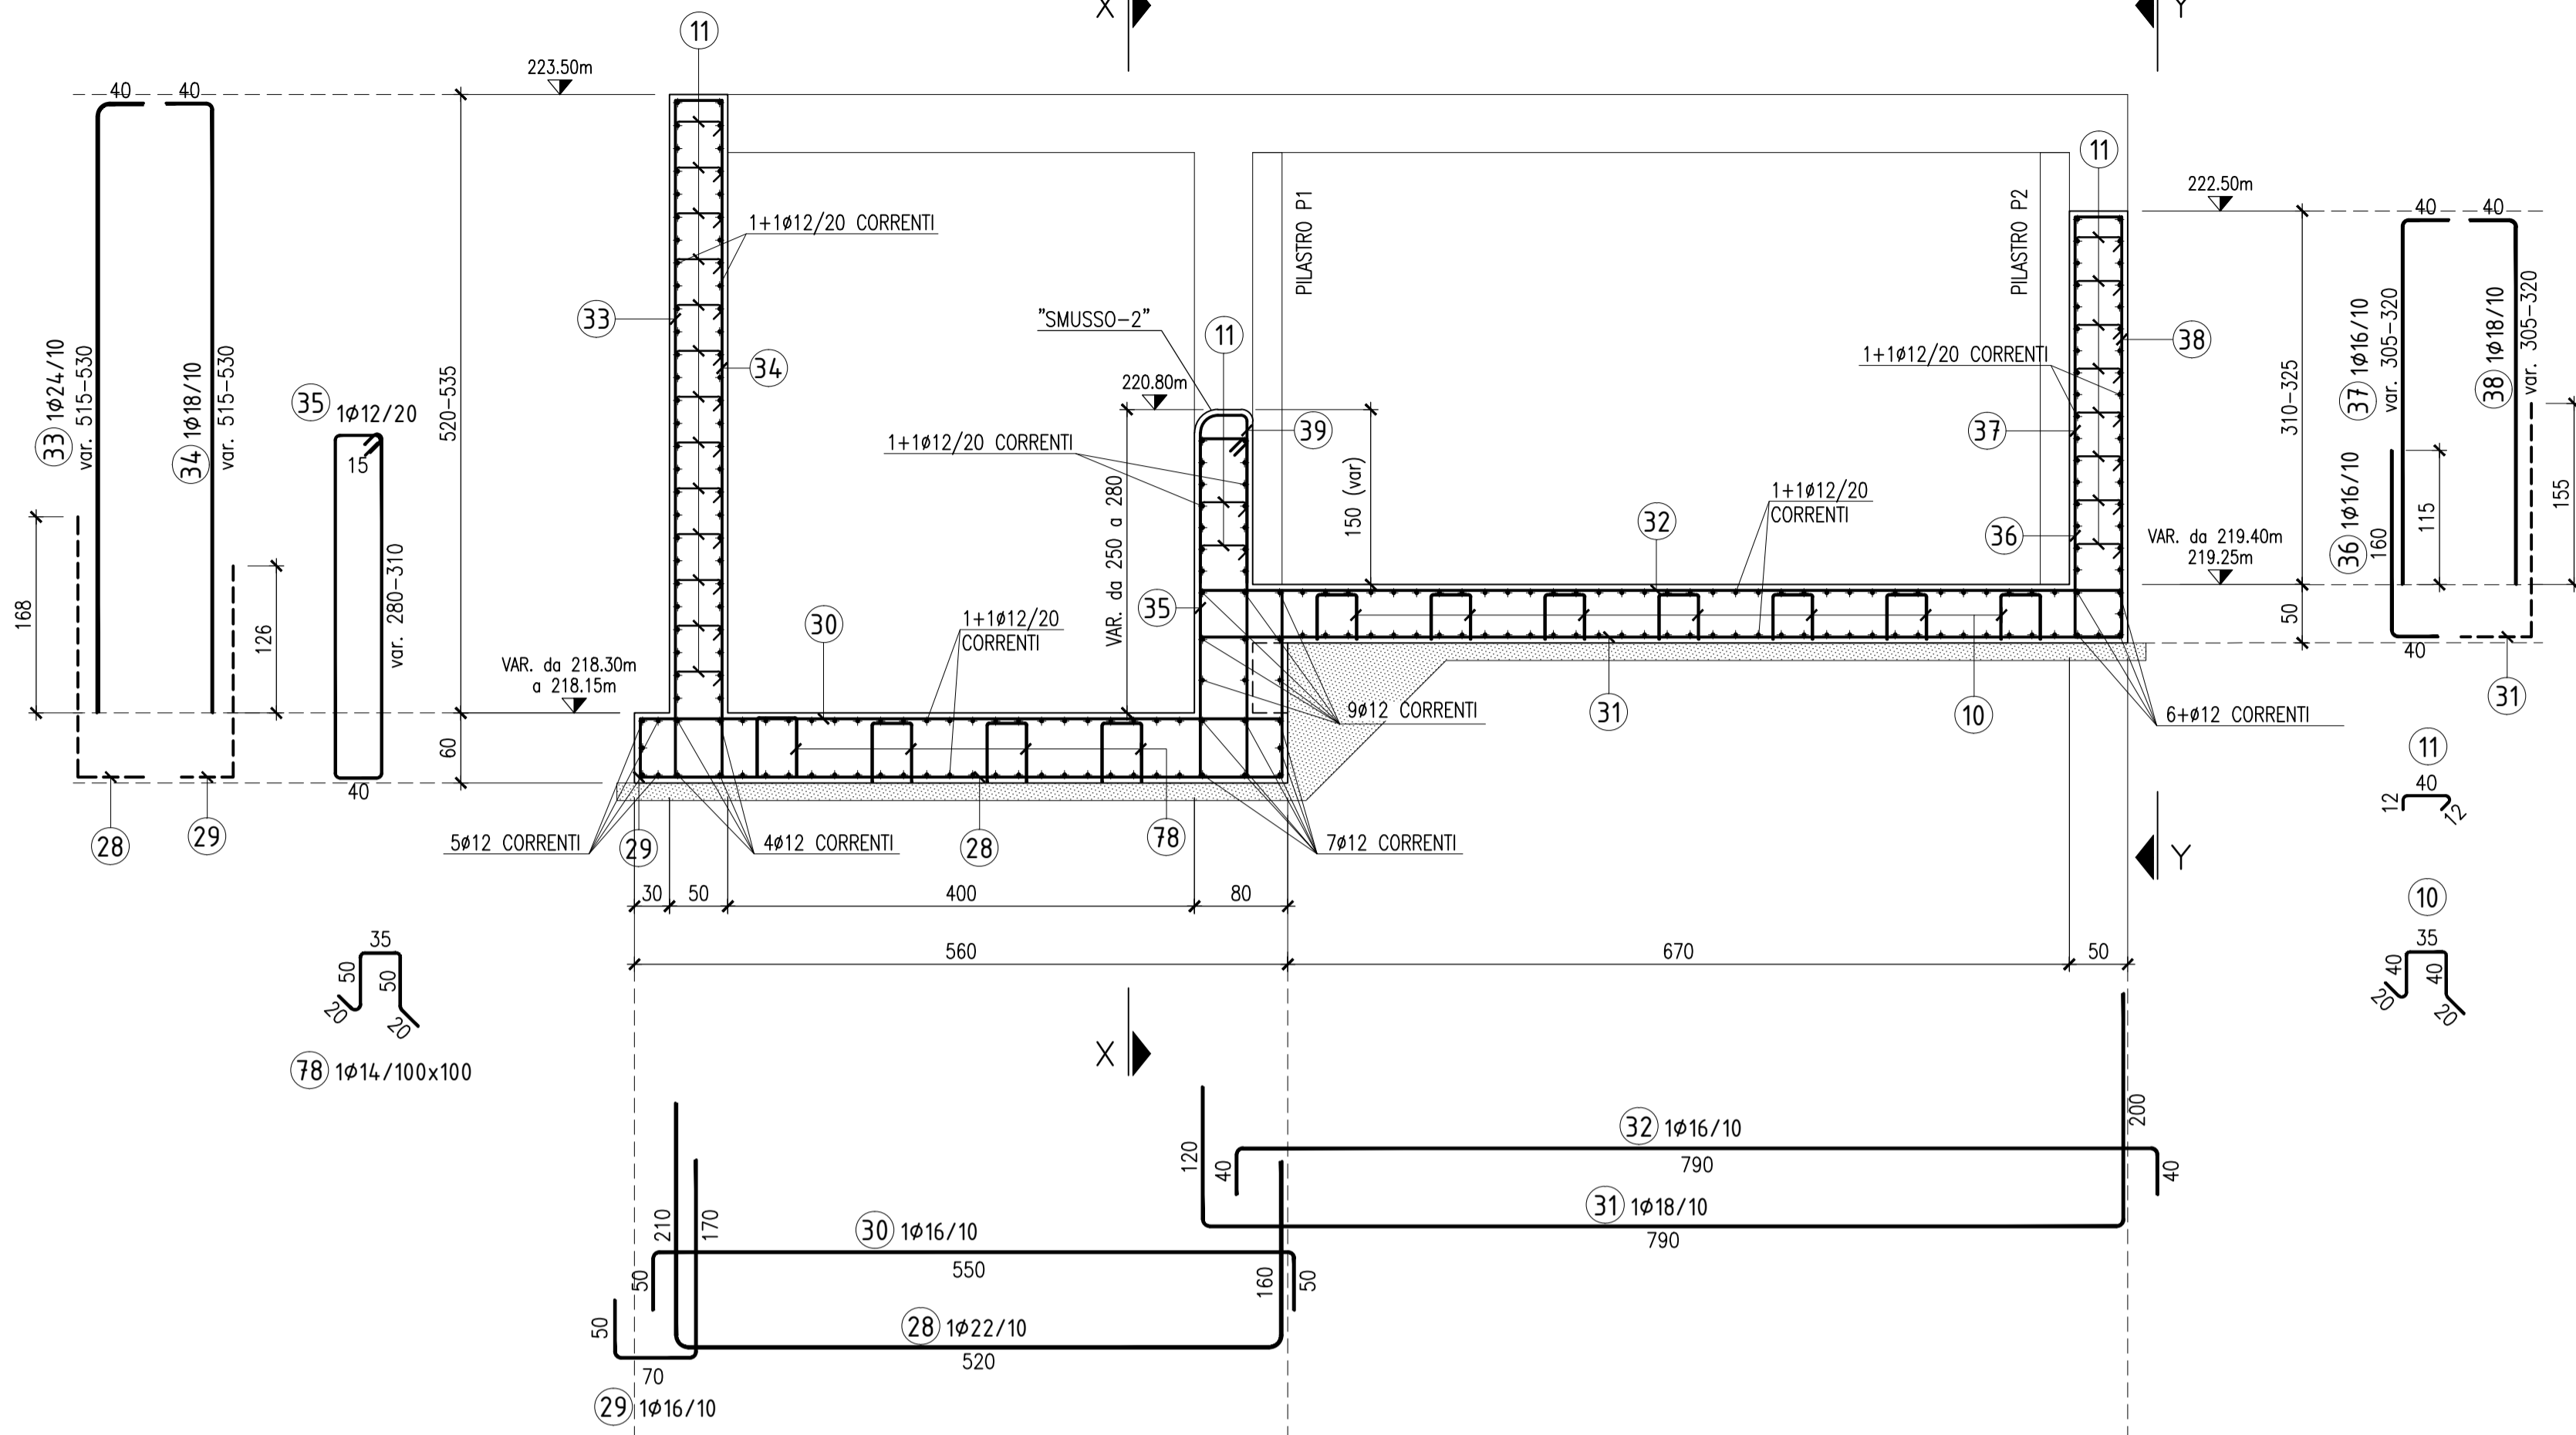 X
Y
11
223.50m
40
40
33
1ø24/10
var. 515-530
34
1ø18/10
var. 515-530
35
1ø12/20
15
var. 280-310
40
168
126
28
29
520-535
60
33
34
1+1ø12/20 CORRENTI
VAR. da 218.30m
a 218.15m
30
1+1ø12/20
CORRENTI
"SMUSSO-2"
220.80m
11
39
1+1ø12/20 CORRENTI
VAR. da 250 a 280
150 (var)
35
PILASTRO P1
PILASTRO P2
11
222.50m
1+1ø12/20 CORRENTI
38
37
36
32
1+1ø12/20
CORRENTI
VAR. da 219.40m
219.25m
310-325
50
40
40
37
1ø16/10
var. 305-320
38
1ø18/10
var. 305-320
36
1ø16/10
160
115
155
40
31
9ø12 CORRENTI
31
10
6+ø12 CORRENTI
5ø12 CORRENTI
29
4ø12 CORRENTI
28
78
7ø12 CORRENTI
30
50
400
80
560
670
50
Y
11
40
12
12
10
35
40
40
20
20
35
50
50
20
20
78
1ø14/100x100
X
120
40
32
1ø16/10
790
40
200
31
1ø18/10
790
210
170
30
1ø16/10
550
50
160
50
28
1ø22/10
520
50
70
29
1ø16/10